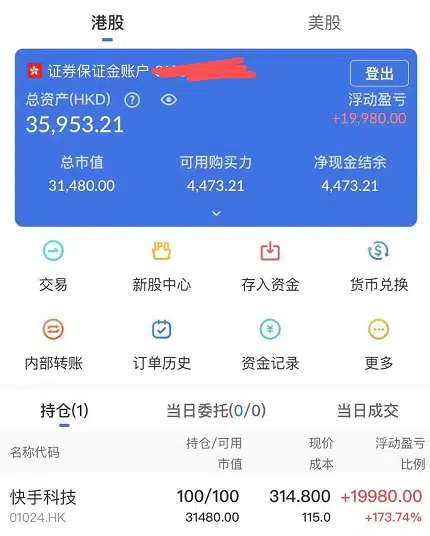 港股 美股
证券保证金账户 登出
总资产(HKD) ? 浮动盈亏
35,953.21 +19,980.00
总市值 可用购买力 净现金结余
31,480.00 4,473.21 4,473.21
IPO
交易 新股中心 存入资金 货币兑换
内部转账 订单历史 资金记录 更多
持仓(1) 当日委托(0/0) 当日成交
名称代码 持仓/可用 现价 浮动盈亏
市值 成本 比例
快手科技 100/100 314.800 +19980.00
01024.HK 31480.00 115.0 +173.74%